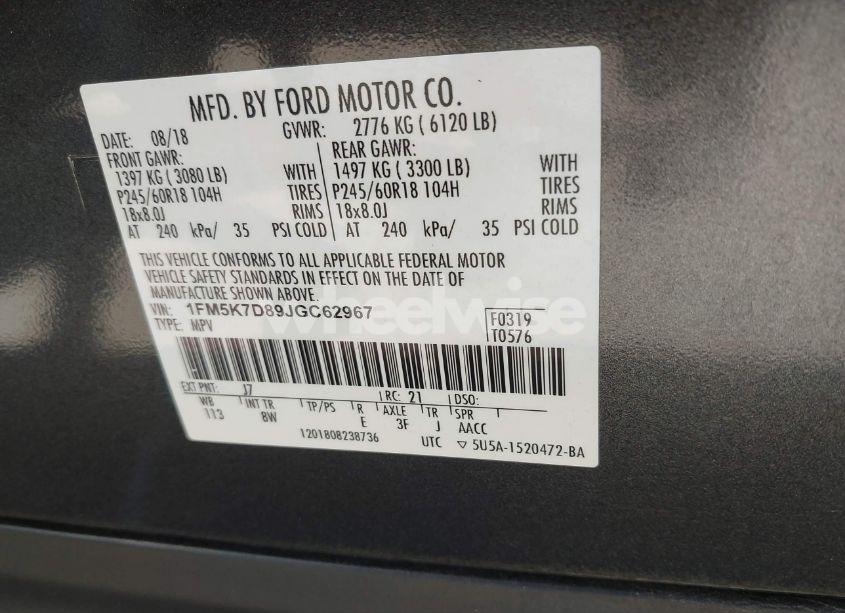 MFD. BY FORD MOTOR CO.
DATE: 08/18 GVWR: 2776 KG ( 6120 LB)
FRONT GAWR: REAR GAWR:
1397 KG ( 3080 LB) WITH 1497 KG ( 3300 LB) WITH
P245/60R18 104H TIRES P245/60R18 104H TIRES
18x8.0J RIMS 18x8.0J RIMS
AT 240 kPa/ 35 PSI COLD AT 240 kPa/ 35 PSI COLD
THIS VEHICLE CONFORMS TO ALL APPLICABLE FEDERAL MOTOR
VEHICLE SAFETY STANDARDS IN EFFECT ON THE DATE OF
MANUFACTURE SHOWN ABOVE.
VIN: 1FM5K7D89JGC62967 F0319
TYPE: MPV T0576
wheelwise
EXT PNT: J7 RC: 21 DSO:
WB INT TR TP/PS R AXLE TR SPR
113 8W E 3F J AACC
1201808238736 UTC ▽ 5U5A-1520472-BA